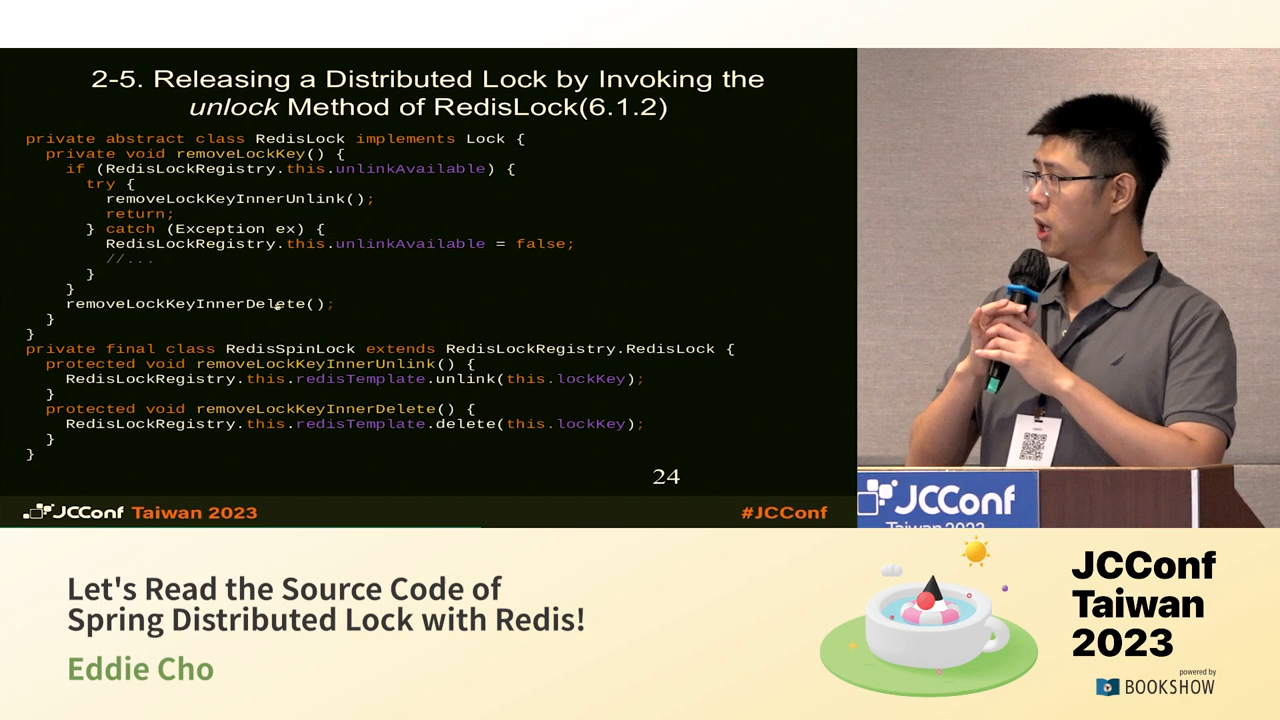 2-5. Releasing a Distributed Lock by Invoking the
unlock Method of RedisLock(6.1.2)
private abstract class RedisLock implements Lock {
  private void removeLockKey() {
    if (RedisLockRegistry.this.unlinkAvailable) {
      try {
        removeLockKeyInnerUnlink();
        return;
      } catch (Exception ex) {
        RedisLockRegistry.this.unlinkAvailable = false;
        //...
      }
    }
    removeLockKeyInnerDelete();
  }
}
private final class RedisSpinLock extends RedisLockRegistry.RedisLock {
  protected void removeLockKeyInnerUnlink() {
    RedisLockRegistry.this.redisTemplate.unlink(this.lockKey);
  }
  protected void removeLockKeyInnerDelete() {
    RedisLockRegistry.this.redisTemplate.delete(this.lockKey);
  }
}
24
JCConf Taiwan 2023
#JCConf
JCConf
Taiwan 2023
Let's Read the Source Code of
Spring Distributed Lock with Redis!
Eddie Cho
JCConf
Taiwan
2023
powered by
BOOKSHOW